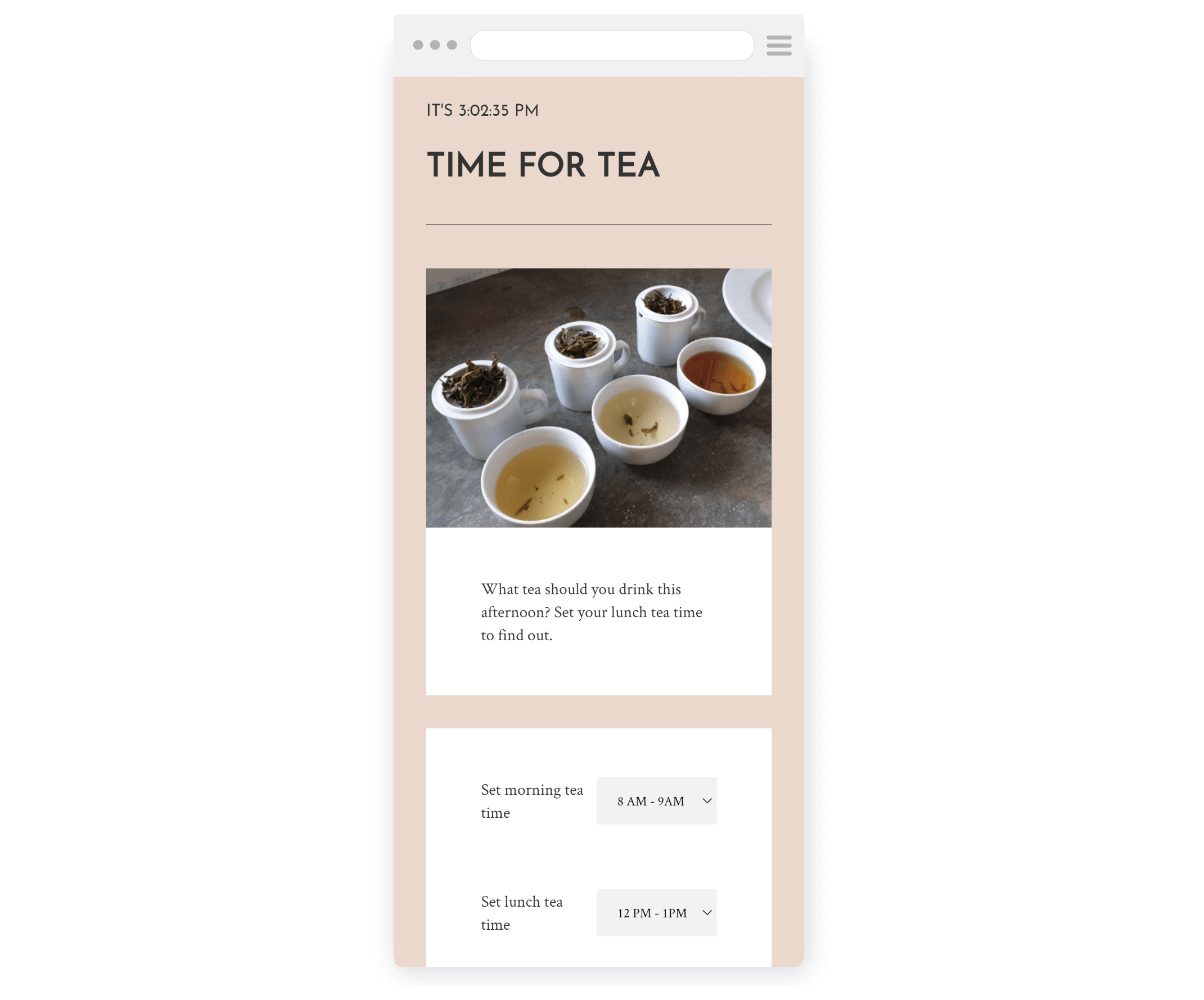 IT'S 3:02:35 PM
TIME FOR TEA
What tea should you drink this
afternoon? Set your lunch tea time
to find out.
Set morning tea
time
8 AM - 9AM
Set lunch tea
time
12 PM - 1PM